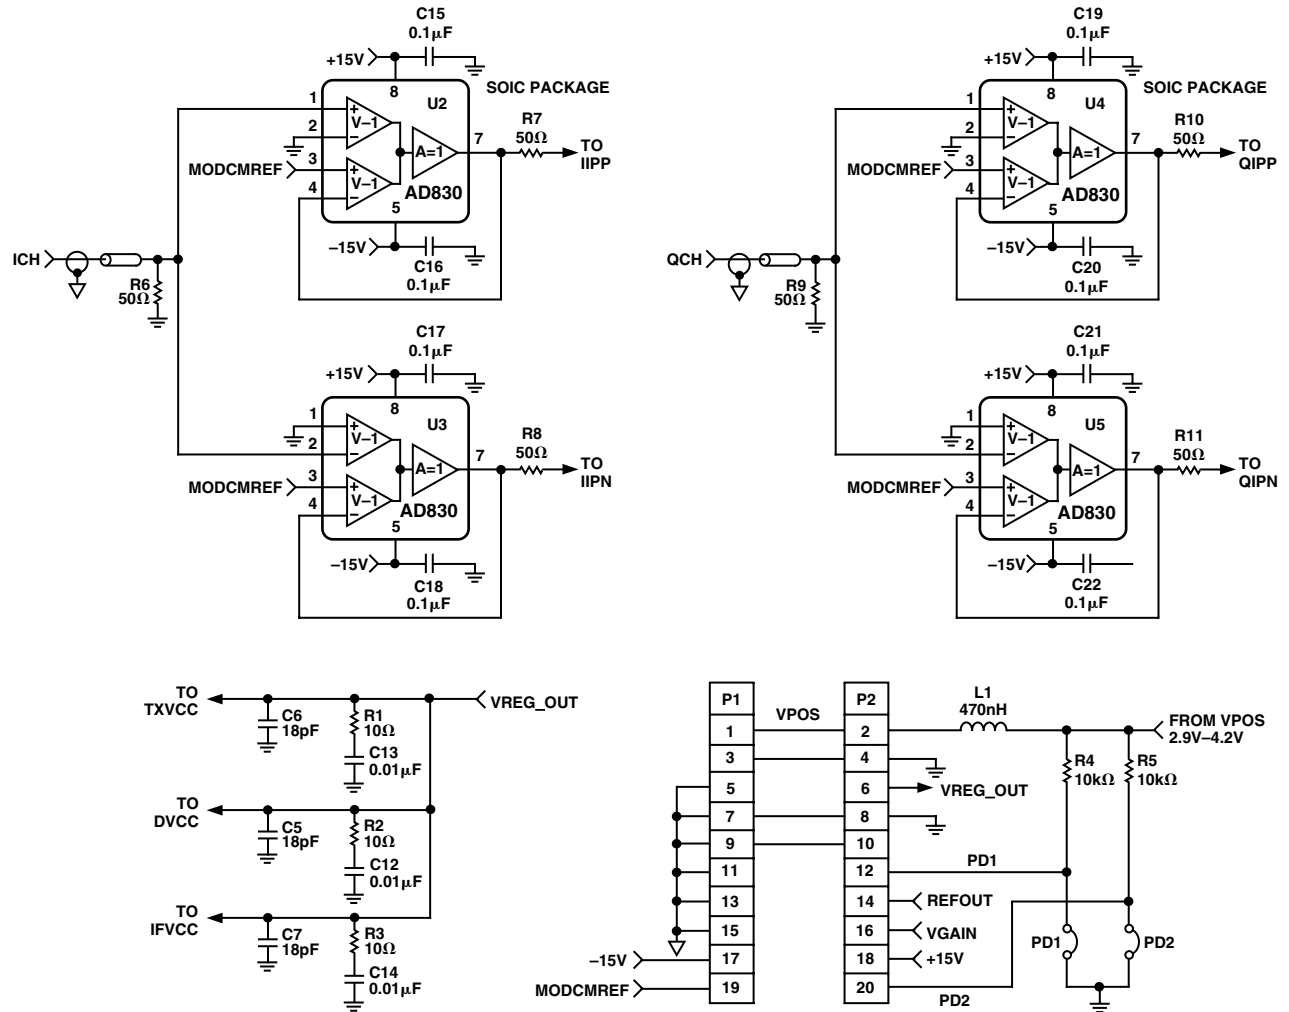 C15
0.1μF
+15V
8
U2
SOIC PACKAGE
1
+
V–1
–
2
R7
50Ω
7
A=1
TO
IIPP
MODCMREF
3
+
V–1
–
4
AD830
5
–15V
C16
0.1μF
ICH
R6
50Ω
C17
0.1μF
+15V
8
U3
1
+
V–1
–
2
R8
50Ω
7
A=1
TO
IIPN
MODCMREF
3
+
V–1
–
4
AD830
5
–15V
C18
0.1μF
C19
0.1μF
+15V
8
U4
SOIC PACKAGE
1
+
V–1
–
2
R10
50Ω
7
A=1
TO
QIPP
MODCMREF
3
+
V–1
–
4
AD830
5
–15V
C20
0.1μF
QCH
R9
50Ω
C21
0.1μF
+15V
8
U5
1
+
V–1
–
2
R11
50Ω
7
A=1
TO
QIPN
MODCMREF
3
+
V–1
–
4
AD830
5
–15V
C22
0.1μF
TO
TXVCC
C6
18pF
R1
10Ω
C13
0.01μF
VREG_OUT
TO
DVCC
C5
18pF
R2
10Ω
C12
0.01μF
TO
IFVCC
C7
18pF
R3
10Ω
C14
0.01μF
P1
1
3
5
7
9
11
13
15
17
19
–15V
MODCMREF
VPOS
P2
2
4
6
8
10
12
14
16
18
20
L1
470nH
FROM VPOS
2.9V–4.2V
R4
10kΩ
R5
10kΩ
VREG_OUT
PD1
REFOUT
VGAIN
+15V
PD2
PD1
PD2